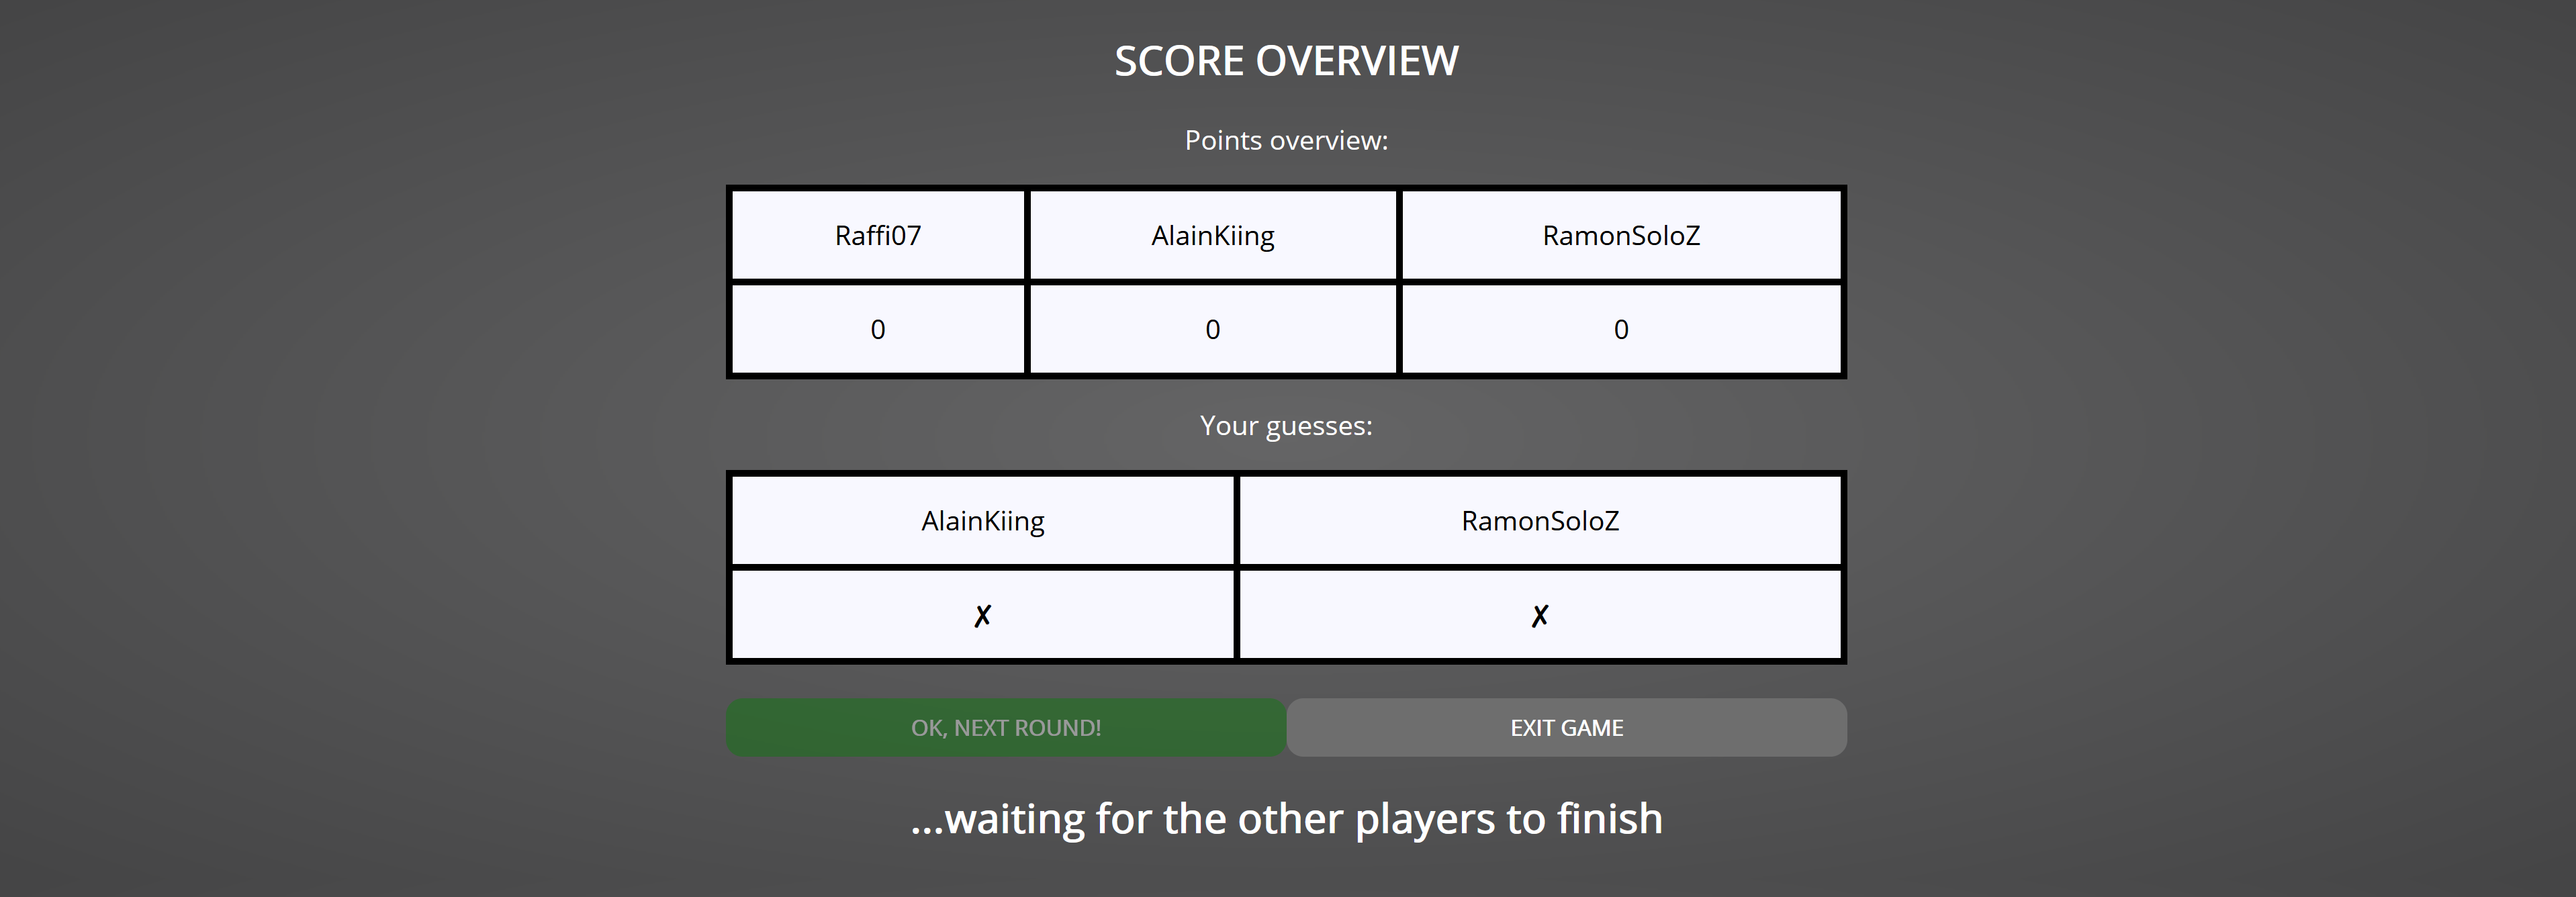 SCORE OVERVIEW
Points overview:
Raffi07 AlainKiing RamonSoloZ
0 0 0
Your guesses:
AlainKiing RamonSoloZ
✗ ✗
OK, NEXT ROUND! EXIT GAME
...waiting for the other players to finish